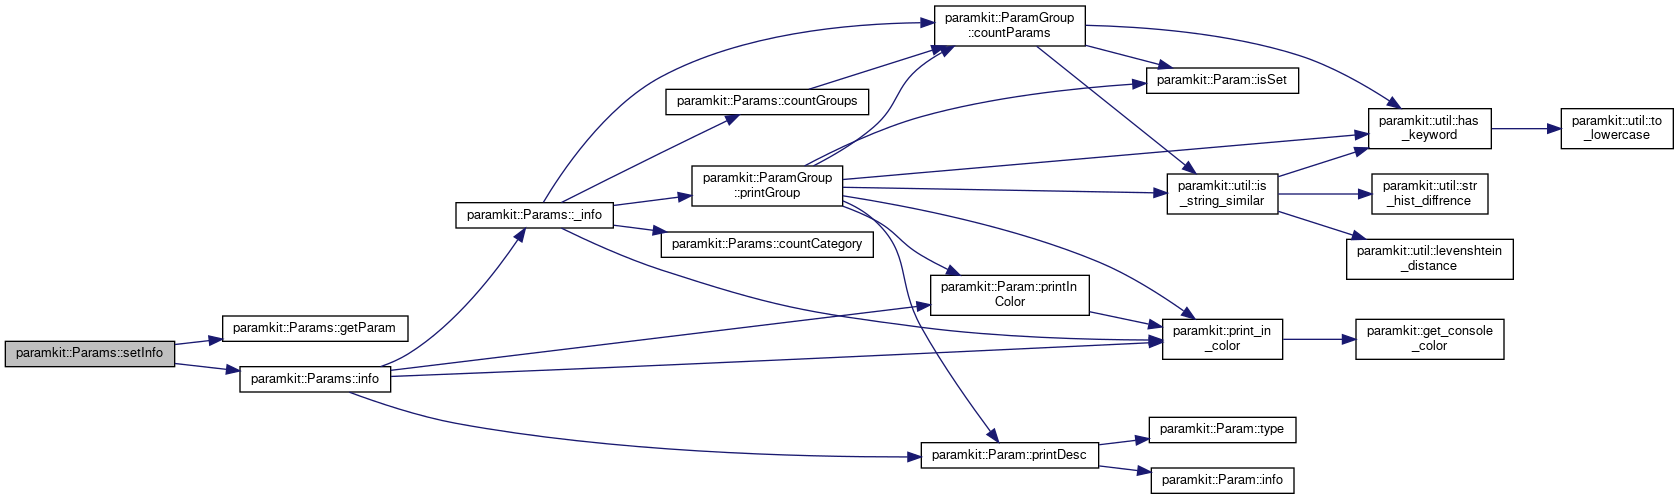 paramkit::Params::setInfo
paramkit::Params::getParam
paramkit::Params::info
paramkit::Params::_info
paramkit::Params::countGroups
paramkit::ParamGroup
::printGroup
paramkit::Params::countCategory
paramkit::ParamGroup
::countParams
paramkit::Param::printIn
Color
paramkit::Param::printDesc
paramkit::Param::isSet
paramkit::util::is
_string_similar
paramkit::print_in
_color
paramkit::Param::type
paramkit::Param::info
paramkit::util::has
_keyword
paramkit::util::str
_hist_diffrence
paramkit::util::levenshtein
_distance
paramkit::get_console
_color
paramkit::util::to
_lowercase